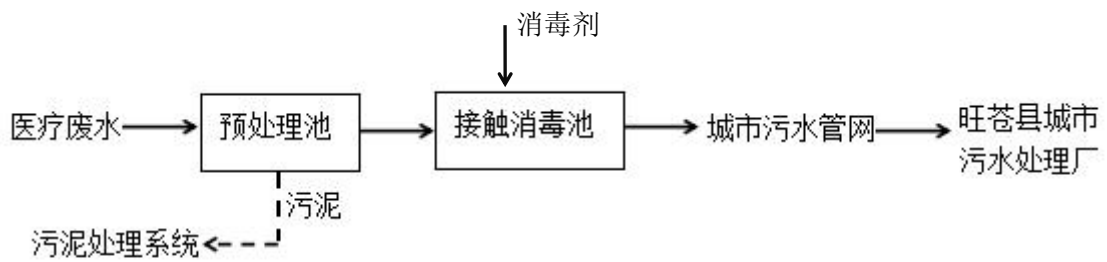 消毒剂
医疗废水
预处理池
接触消毒池
城市污水管网
旺苍县城市
污水处理厂
污泥
污泥处理系统